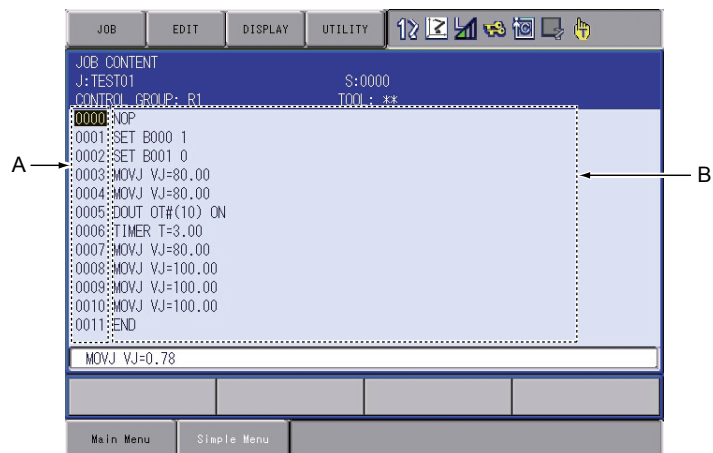 JOB EDIT DISPLAY UTILITY
JOB CONTENT
J:TEST01 S:0000
CONTROL GROUP: R1 TOOL: **
0000 NOP
0001 SET B000 1
A 0002 SET B001 0
0003 MOVJ VJ=80.00 B
0004 MOVJ VJ=80.00
0005 DOUT OT#(10) ON
0006 TIMER T=3.00
0007 MOVJ VJ=80.00
0008 MOVJ VJ=100.00
0009 MOVJ VJ=100.00
0010 MOVJ VJ=100.00
0011 END
MOVJ VJ=0.78
Main Menu Simple Menu